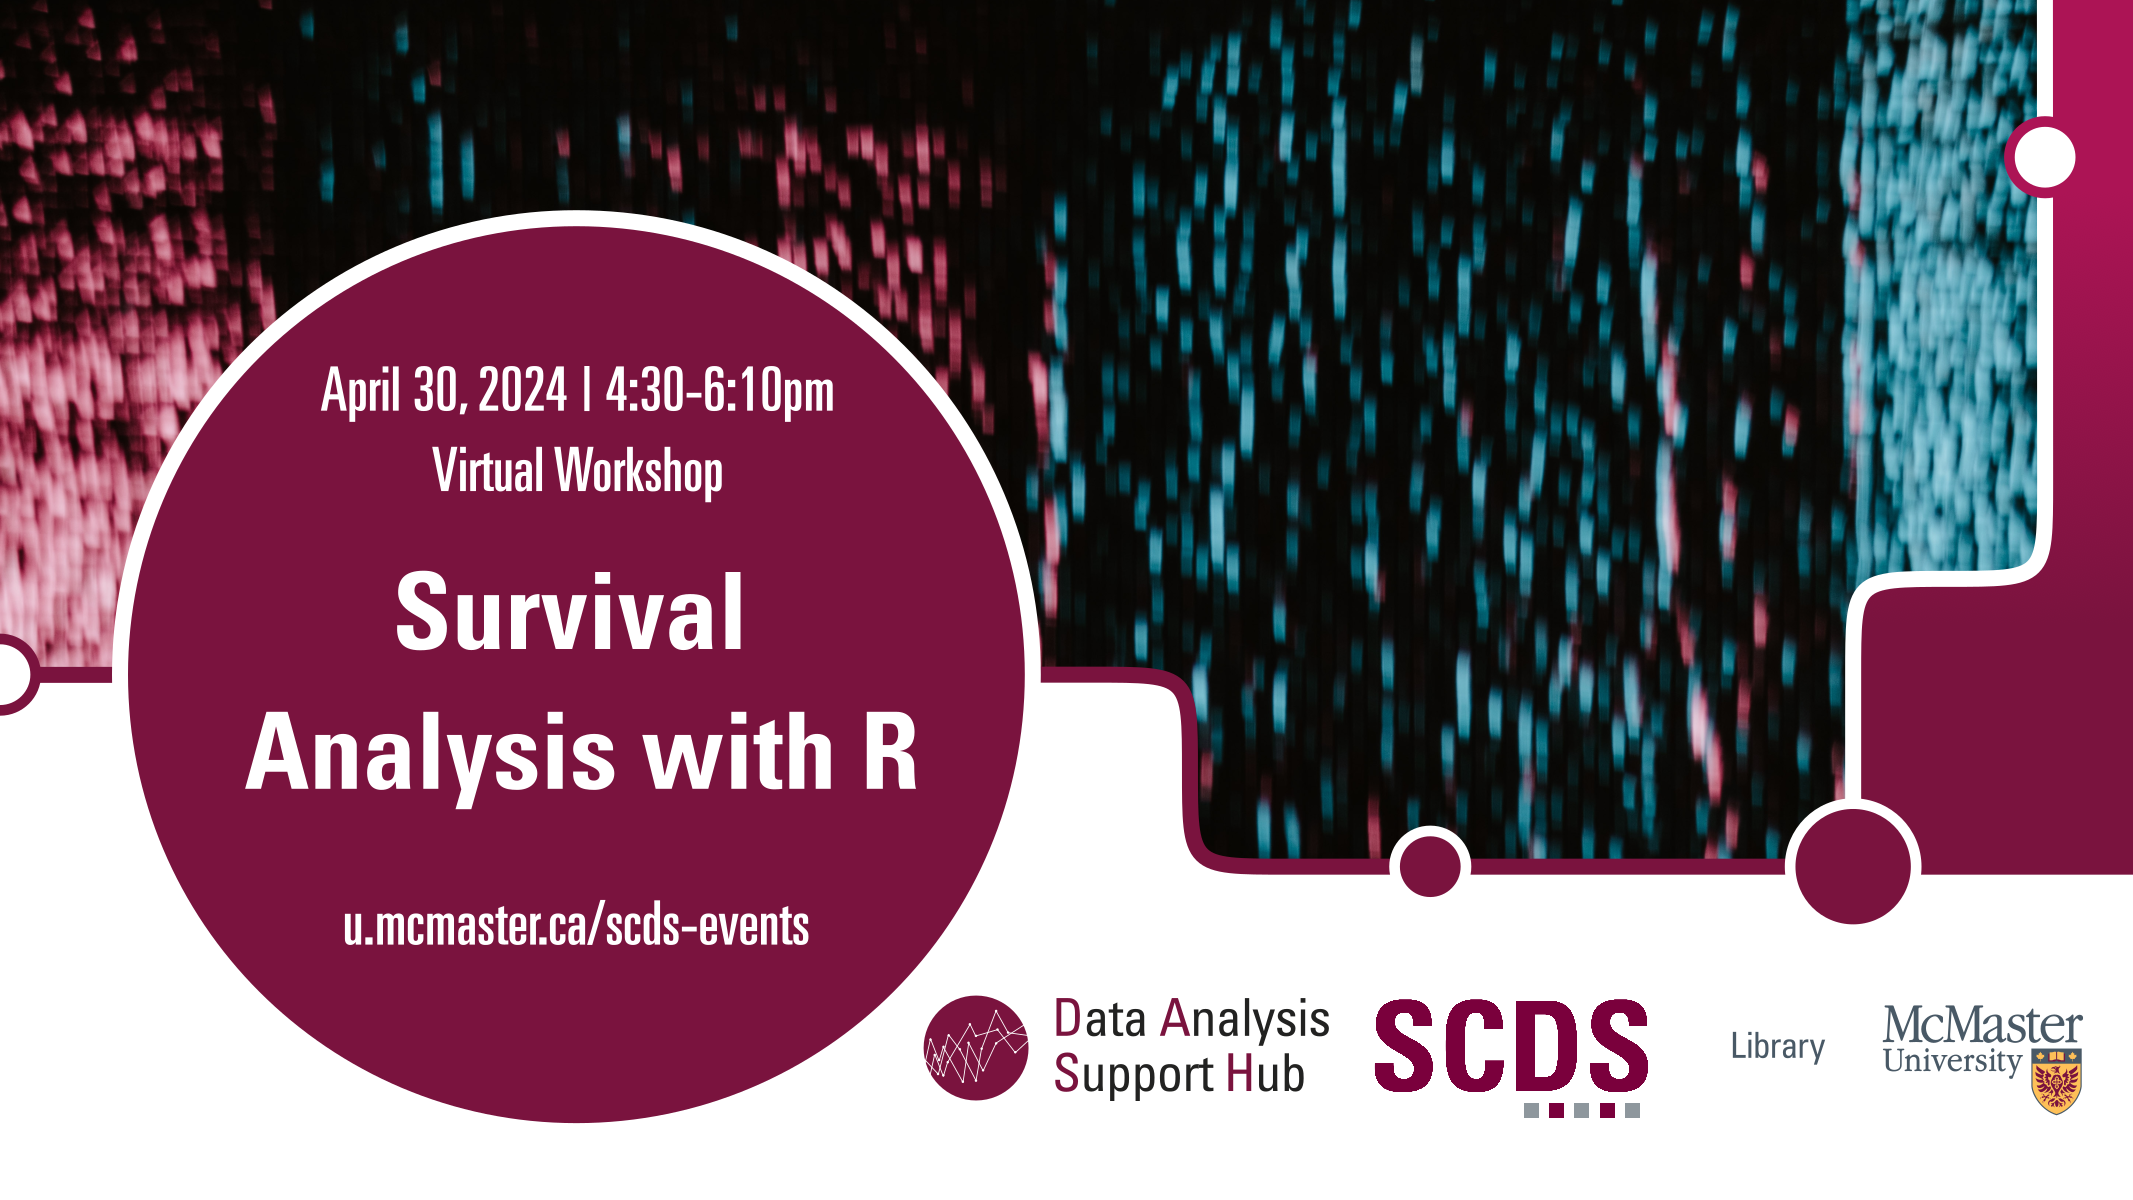 April 30, 2024 | 4:30-6:10pm
Virtual Workshop
Survival
Analysis with R
u.mcmaster.ca/scds-events
Data Analysis
Support Hub
SCDS
Library
McMaster
University